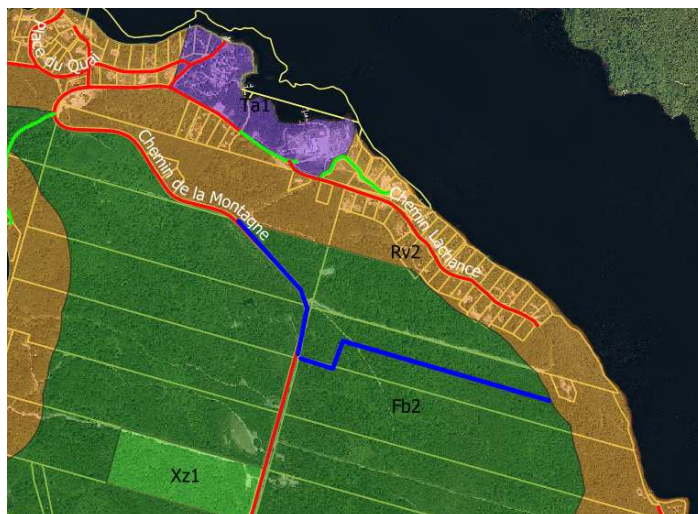 Place du Quai
Ta1
Chemin de la Montagne
Chemin Lachance
Rv2
Fb2
Xz1